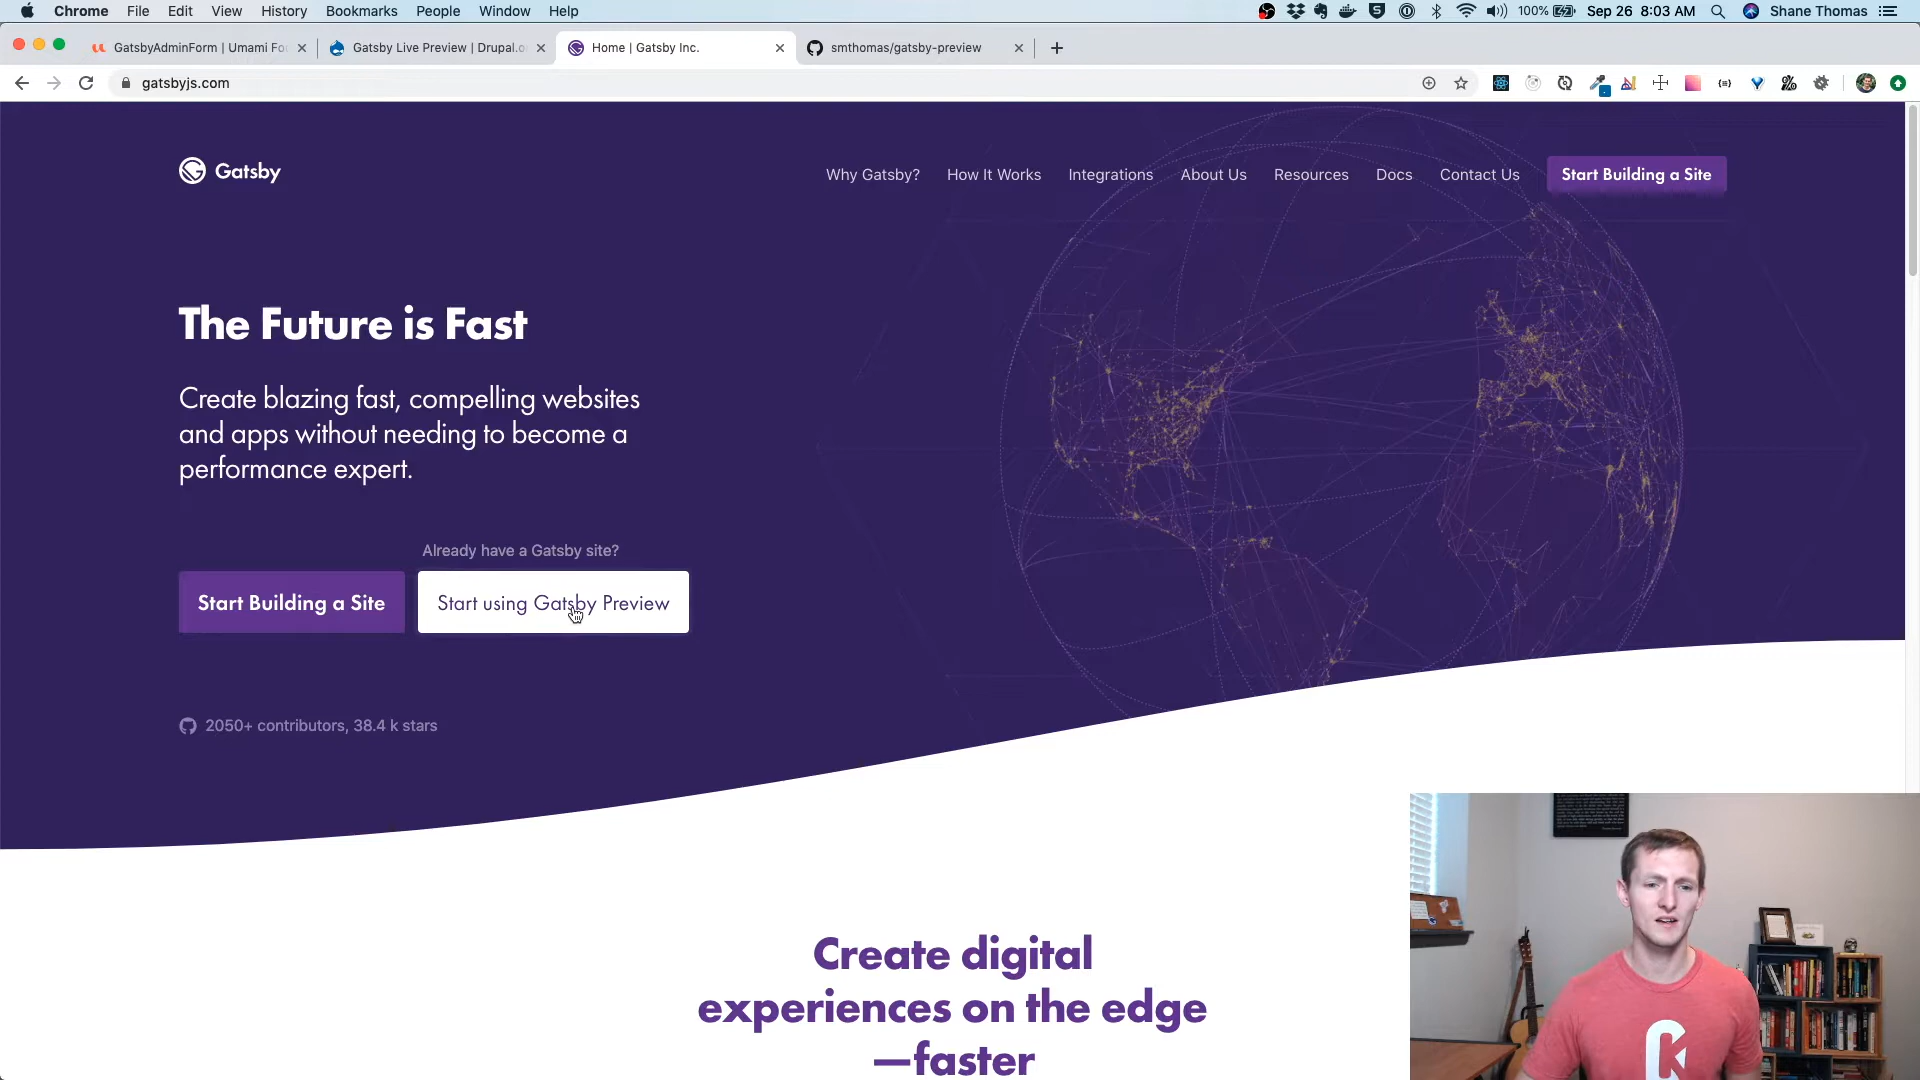 Chrome File Edit View History Bookmarks People Window Help 100% Sep 26 8:03 AM Shane Thomas
GatsbyAdminForm | Umami Fo Gatsby Live Preview | Drupal.o Home | Gatsby Inc. smthomas/gatsby-preview
gatsbyjs.com
Gatsby Why Gatsby? How It Works Integrations About Us Resources Docs Contact Us Start Building a Site
The Future is Fast
Create blazing fast, compelling websites
and apps without needing to become a
performance expert.
Already have a Gatsby site?
Start Building a Site Start using Gatsby Preview
2050+ contributors, 38.4 k stars
Create digital
experiences on the edge
—faster